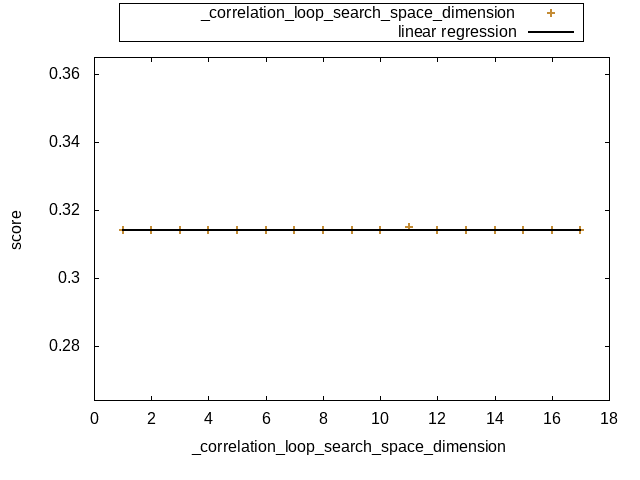 _correlation_loop_search_space_dimension
linear regression
0.36
0.34
0.32
0.3
0.28
score
0 2 4 6 8 10 12 14 16 18
_correlation_loop_search_space_dimension